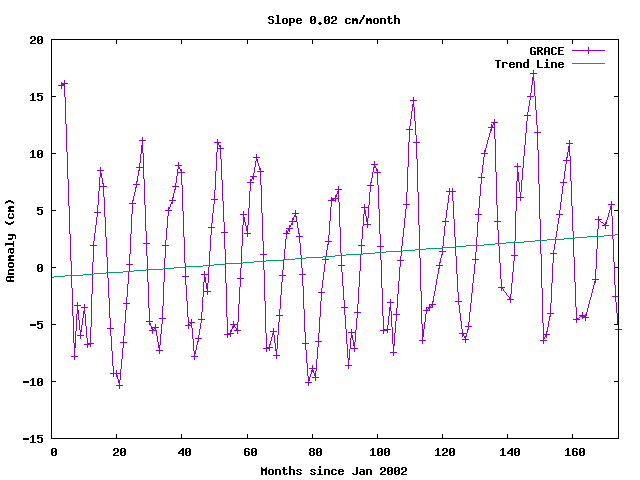 Slope 0.02 cm/month
20
GRACE
Trend Line
15
10
5
0
-5
-10
-15
Anomaly (cm)
0 20 40 60 80 100 120 140 160
Months since Jan 2002